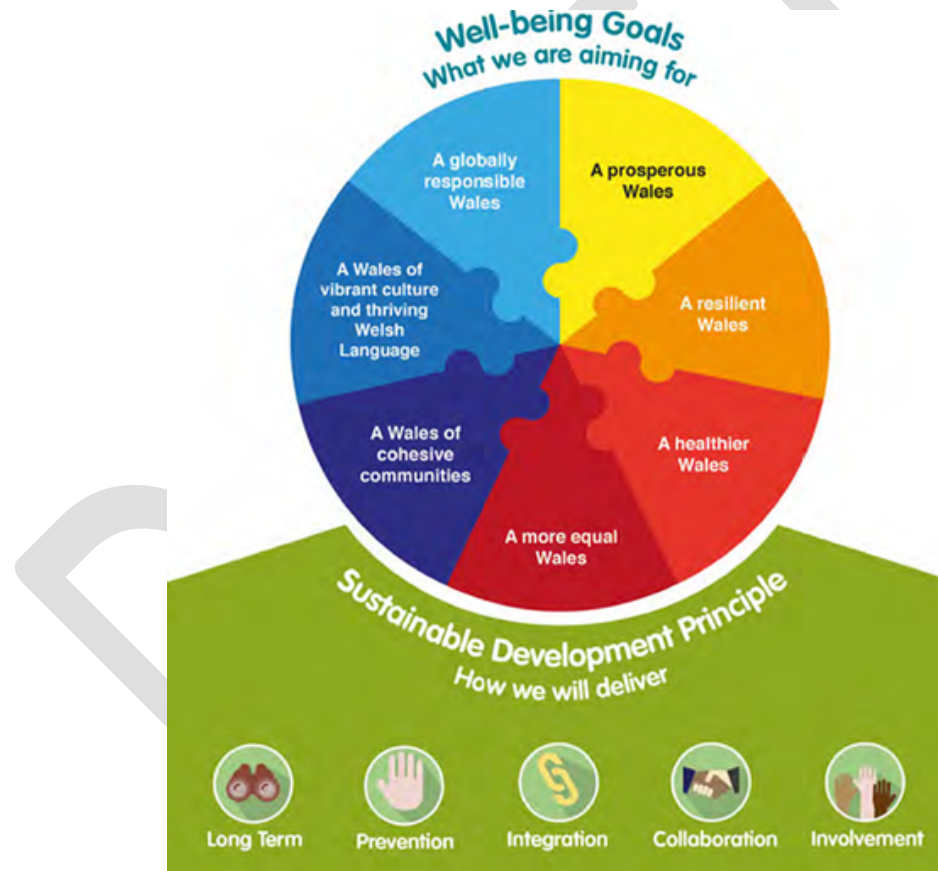 Well-being Goals
What we are aiming for
A globally
responsible
Wales
A prosperous
Wales
A Wales of
vibrant culture
and thriving
Welsh
Language
A resilient
Wales
A Wales of
cohesive
communities
A healthier
Wales
A more equal
Wales
Sustainable Development Principle
How we will deliver
Long Term
Prevention
Integration
Collaboration
Involvement